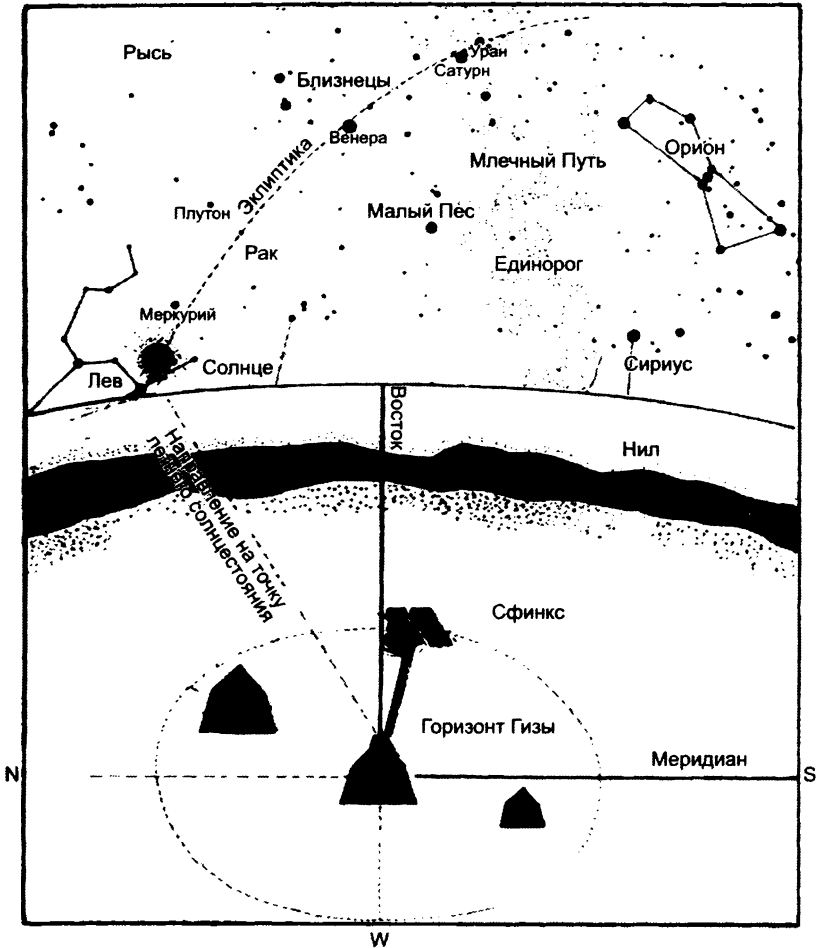 Рысь
Уран
Сатурн
Близнецы
Венера
Эклиптика
Млечный Путь
Орион
Плутон
Малый Пес
Рак
Единорог
Меркурий
Солнце
Лев
Сириус
Восток
Нил
Направление на точку
летнего солнцестояния
Сфинкс
Горизонт Гизы
Меридиан
N
S
W